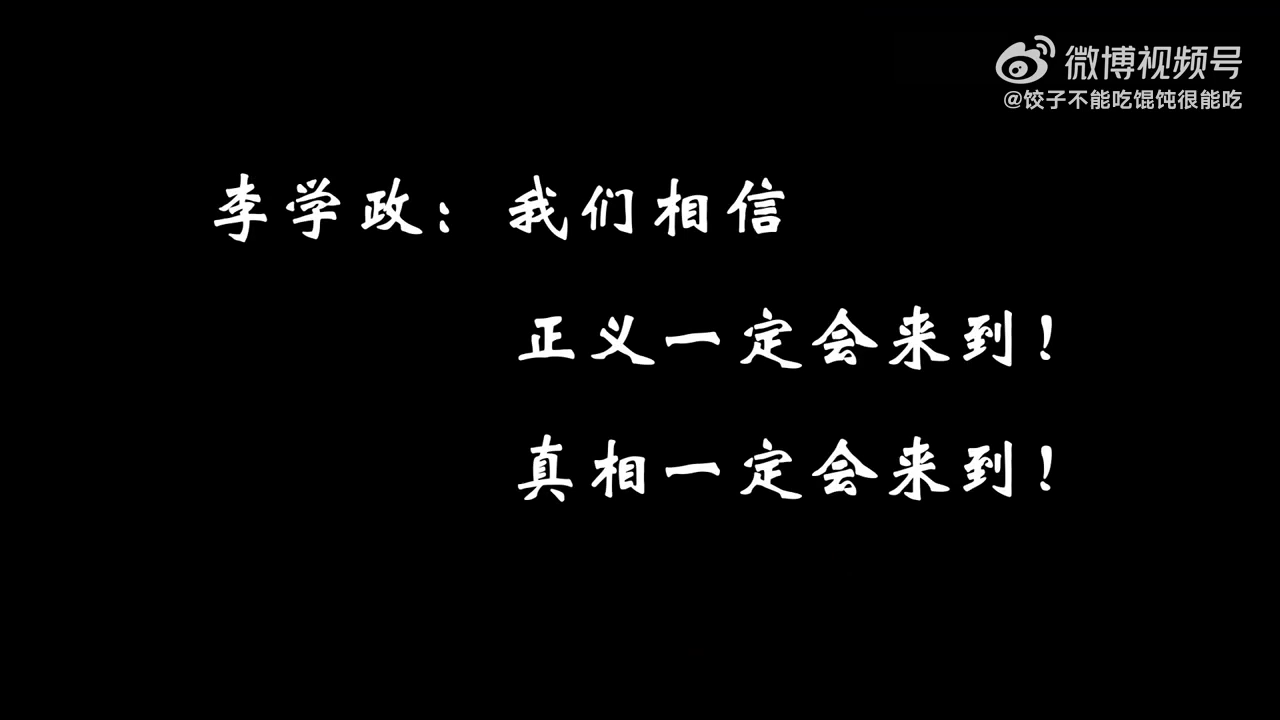 微博视频号
@饺子不能吃馄饨很能吃
李学政：我们相信
正义一定会来到！
真相一定会来到！